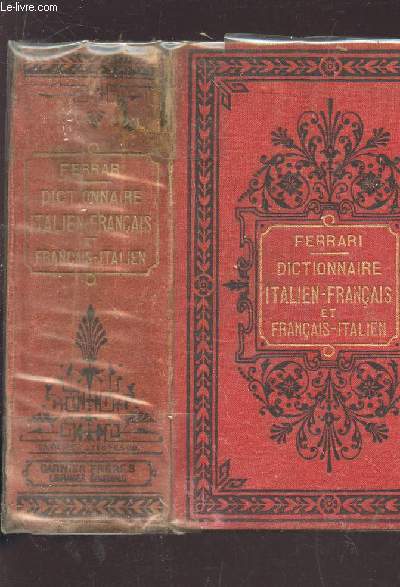 Le-livre.com
FERRARI
DICTIONNAIRE
ITALIEN-FRANÇAIS
ET
FRANÇAIS-ITALIEN
FERRARI
DICTIONNAIRE
ITALIEN-FRANÇAIS
ET
FRANÇAIS-ITALIEN
GARNIER FRÈRES